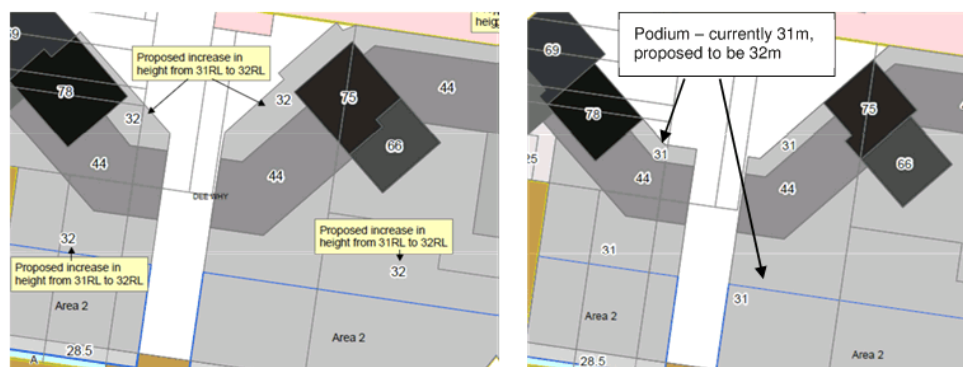 69
Proposed increase in
height from 31RL to 32RL
78
32
32
75
44
66
44
44
DEE WHY
Proposed increase in
height from 31RL to 32RL
32
32
Proposed increase in
height from 31RL to 32RL
Area 2
Area 2
28.5
A
Podium – currently 31m,
proposed to be 32m
69
78
75
31
31
44
44
66
31
31
Area 2
Area 2
28.5